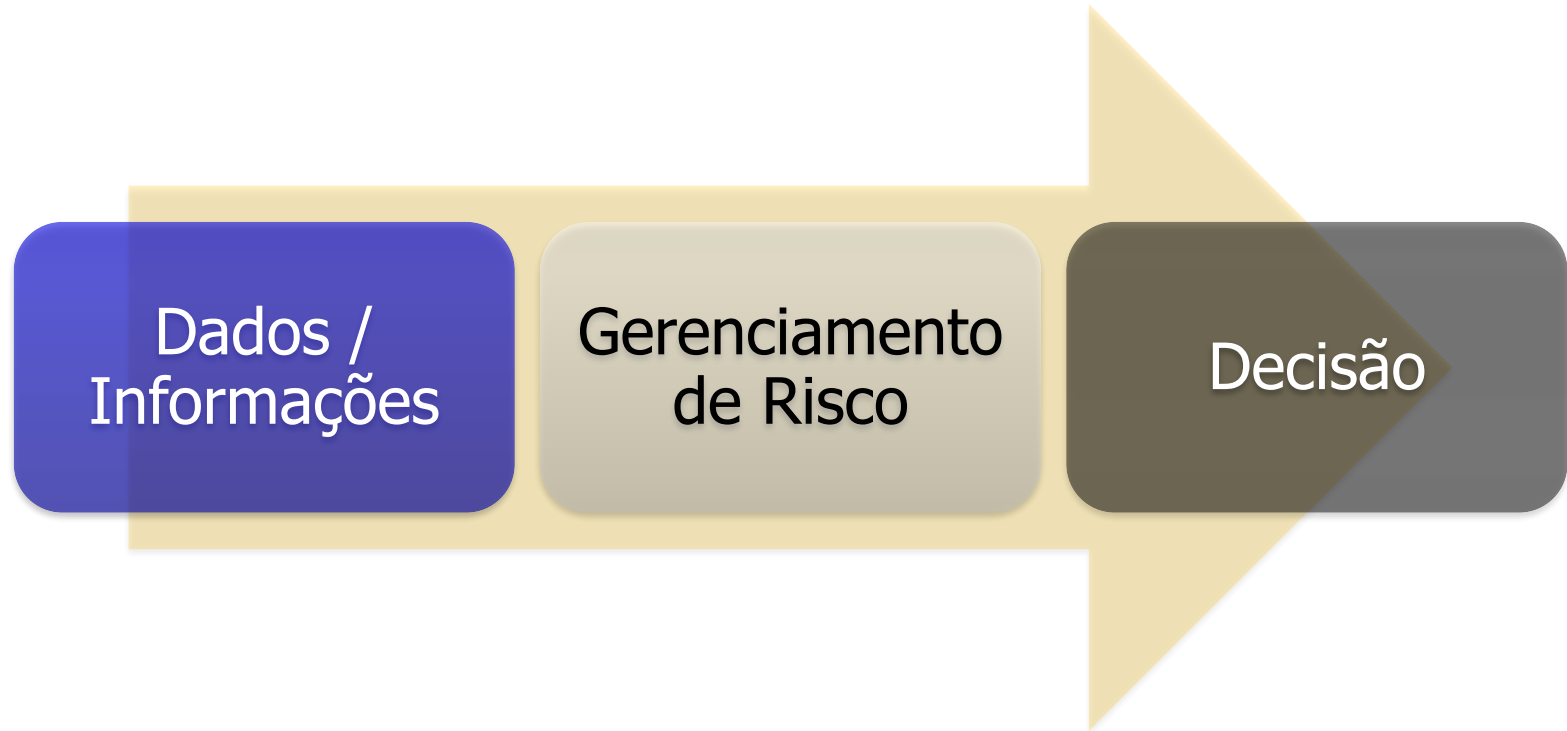 Dados /
Informações
Gerenciamento
de Risco
Decisão